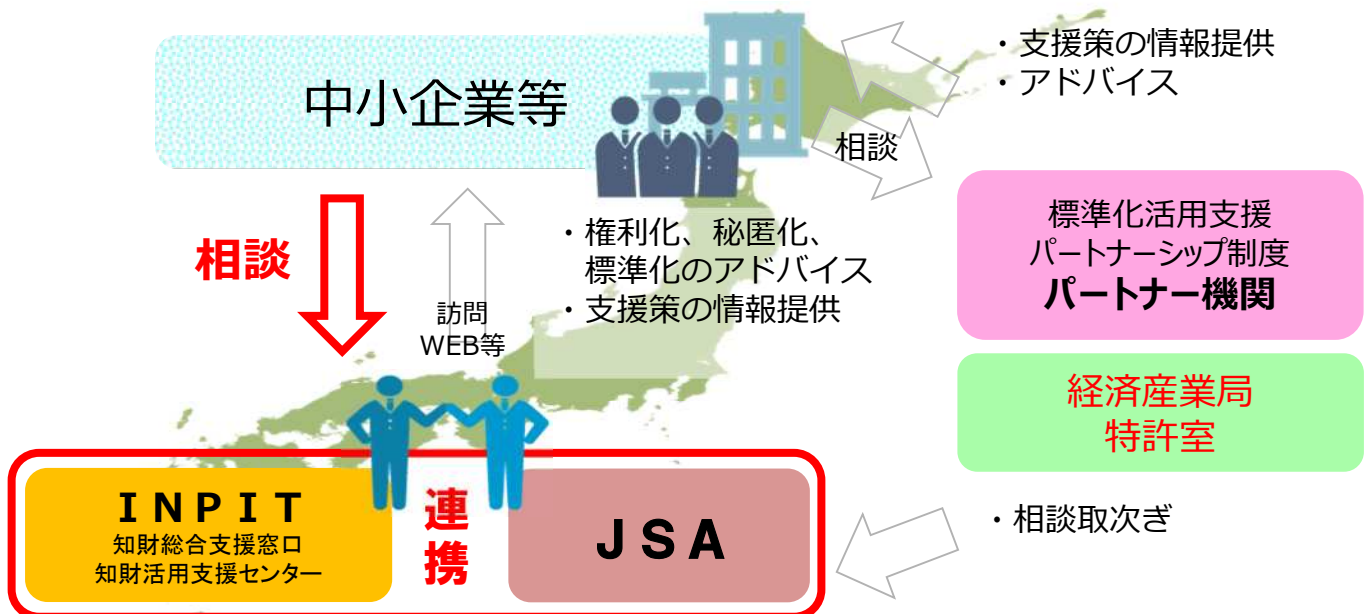 中小企業等
・支援策の情報提供
・アドバイス
相談
相談
・権利化、秘匿化、
標準化のアドバイス
・支援策の情報提供
訪問
WEB等
標準化活用支援
パートナーシップ制度
パートナー機関
経済産業局
特許室
・相談取次ぎ
ＩＮＰＩＴ
知財総合支援窓口
知財活用支援センター
連
携
ＪＳＡ